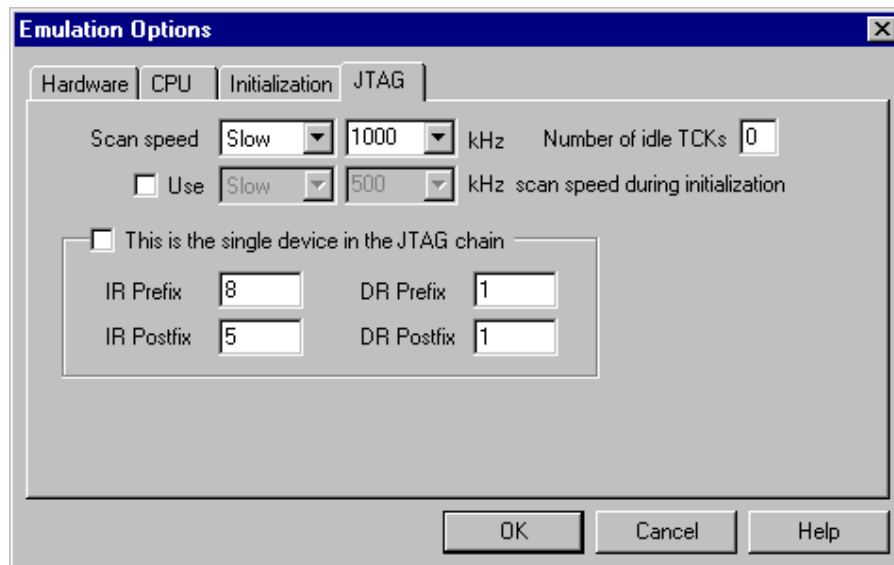 Emulation Options
Hardware CPU Initialization JTAG
Scan speed Slow 1000 kHz Number of idle TCKs 0
Use Slow 500 kHz scan speed during initialization
This is the single device in the JTAG chain
IR Prefix 8 DR Prefix 1
IR Postfix 5 DR Postfix 1
OK Cancel Help